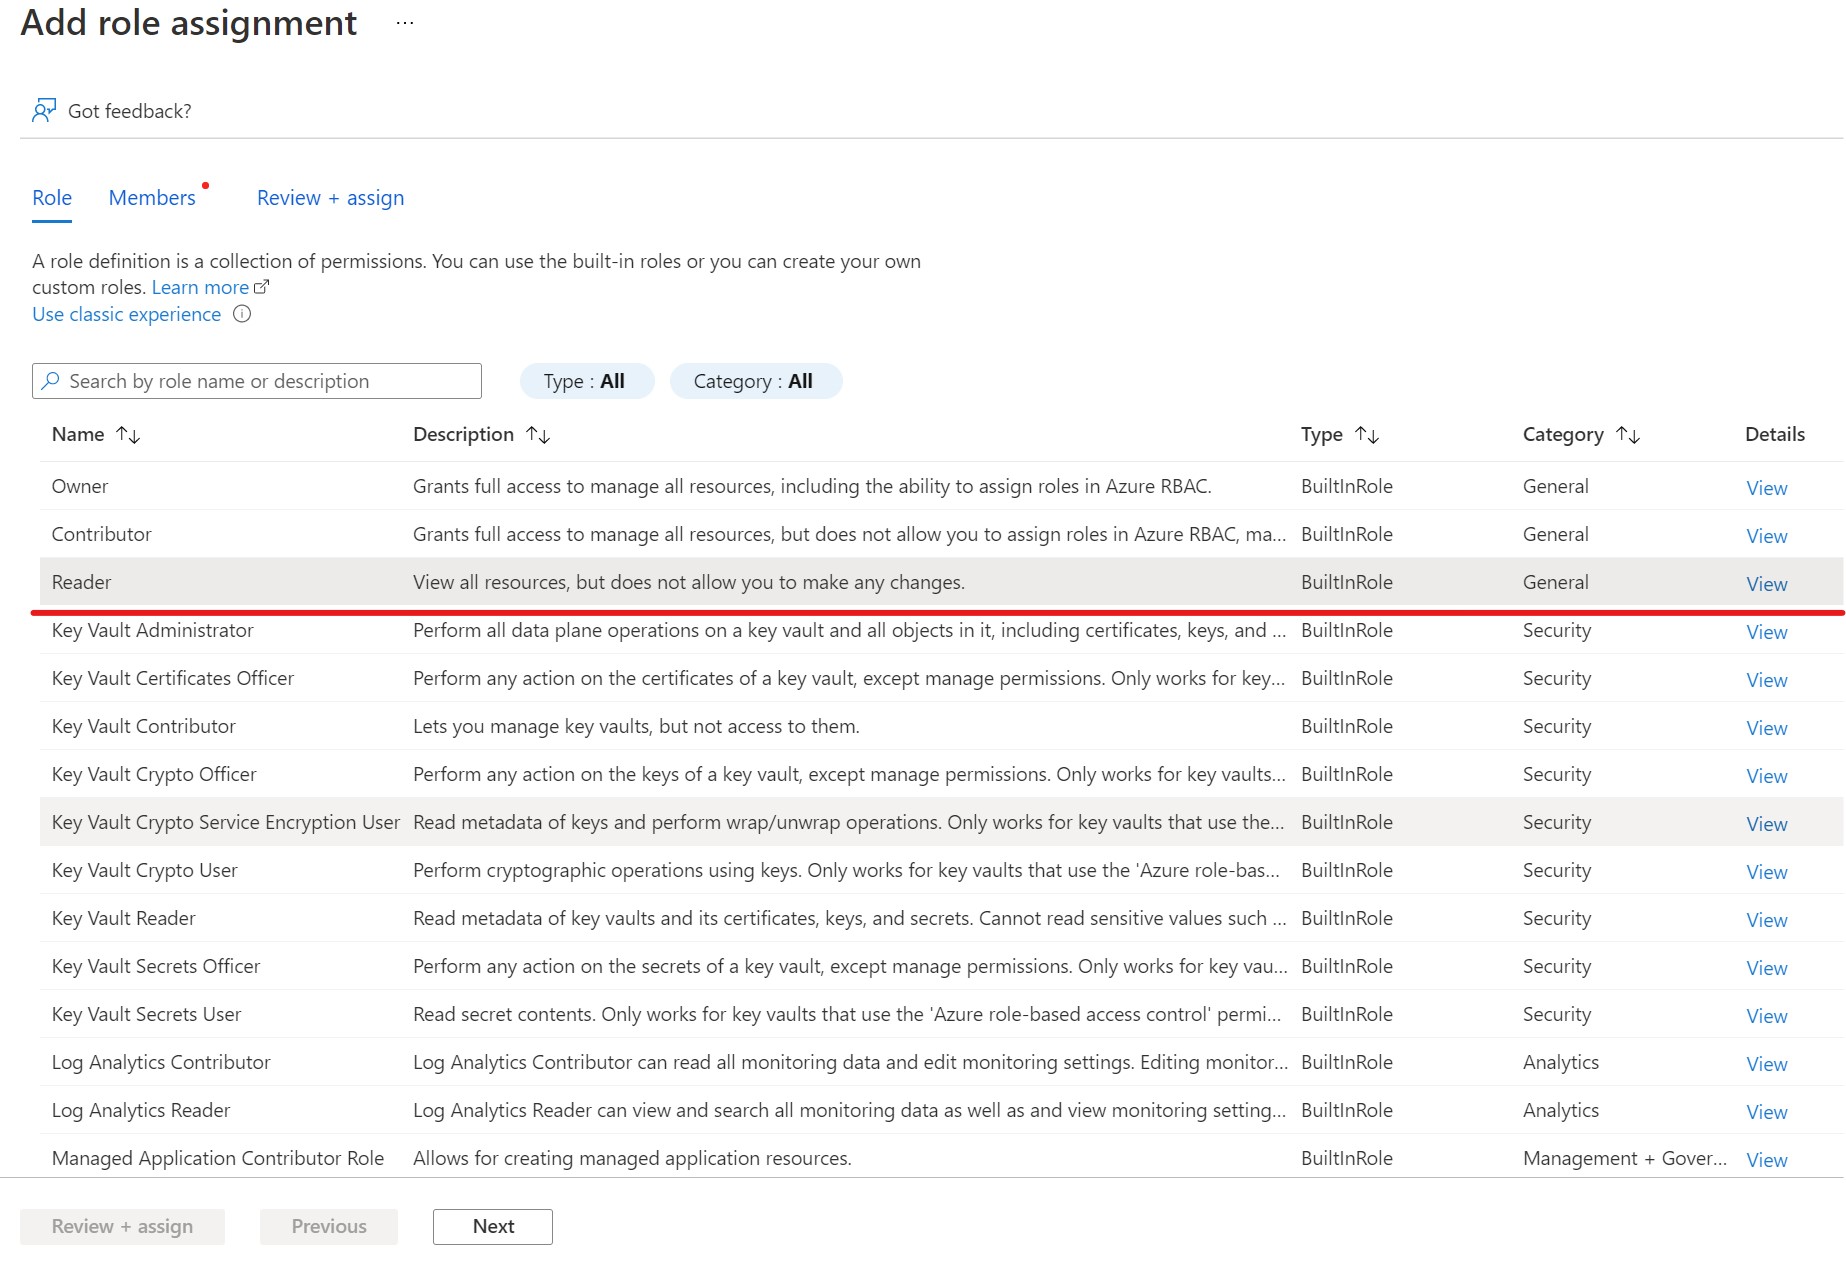 Add role assignment ...
Got feedback?
Role Members Review + assign
A role definition is a collection of permissions. You can use the built-in roles or you can create your own
custom roles. Learn more
Use classic experience
Search by role name or description Type : All Category : All
Name Description Type Category Details
Owner Grants full access to manage all resources, including the ability to assign roles in Azure RBAC. BuiltInRole General View
Contributor Grants full access to manage all resources, but does not allow you to assign roles in Azure RBAC, ma... BuiltInRole General View
Reader View all resources, but does not allow you to make any changes. BuiltInRole General View
Key Vault Administrator Perform all data plane operations on a key vault and all objects in it, including certificates, keys, and ... BuiltInRole Security View
Key Vault Certificates Officer Perform any action on the certificates of a key vault, except manage permissions. Only works for key... BuiltInRole Security View
Key Vault Contributor Lets you manage key vaults, but not access to them. BuiltInRole Security View
Key Vault Crypto Officer Perform any action on the keys of a key vault, except manage permissions. Only works for key vaults... BuiltInRole Security View
Key Vault Crypto Service Encryption User Read metadata of keys and perform wrap/unwrap operations. Only works for key vaults that use the... BuiltInRole Security View
Key Vault Crypto User Perform cryptographic operations using keys. Only works for key vaults that use the 'Azure role-bas... BuiltInRole Security View
Key Vault Reader Read metadata of key vaults and its certificates, keys, and secrets. Cannot read sensitive values such ... BuiltInRole Security View
Key Vault Secrets Officer Perform any action on the secrets of a key vault, except manage permissions. Only works for key vau... BuiltInRole Security View
Key Vault Secrets User Read secret contents. Only works for key vaults that use the 'Azure role-based access control' permi... BuiltInRole Security View
Log Analytics Contributor Log Analytics Contributor can read all monitoring data and edit monitoring settings. Editing monitor... BuiltInRole Analytics View
Log Analytics Reader Log Analytics Reader can view and search all monitoring data as well as and view monitoring setting... BuiltInRole Analytics View
Managed Application Contributor Role Allows for creating managed application resources. BuiltInRole Management + Gover... View
Review + assign Previous Next